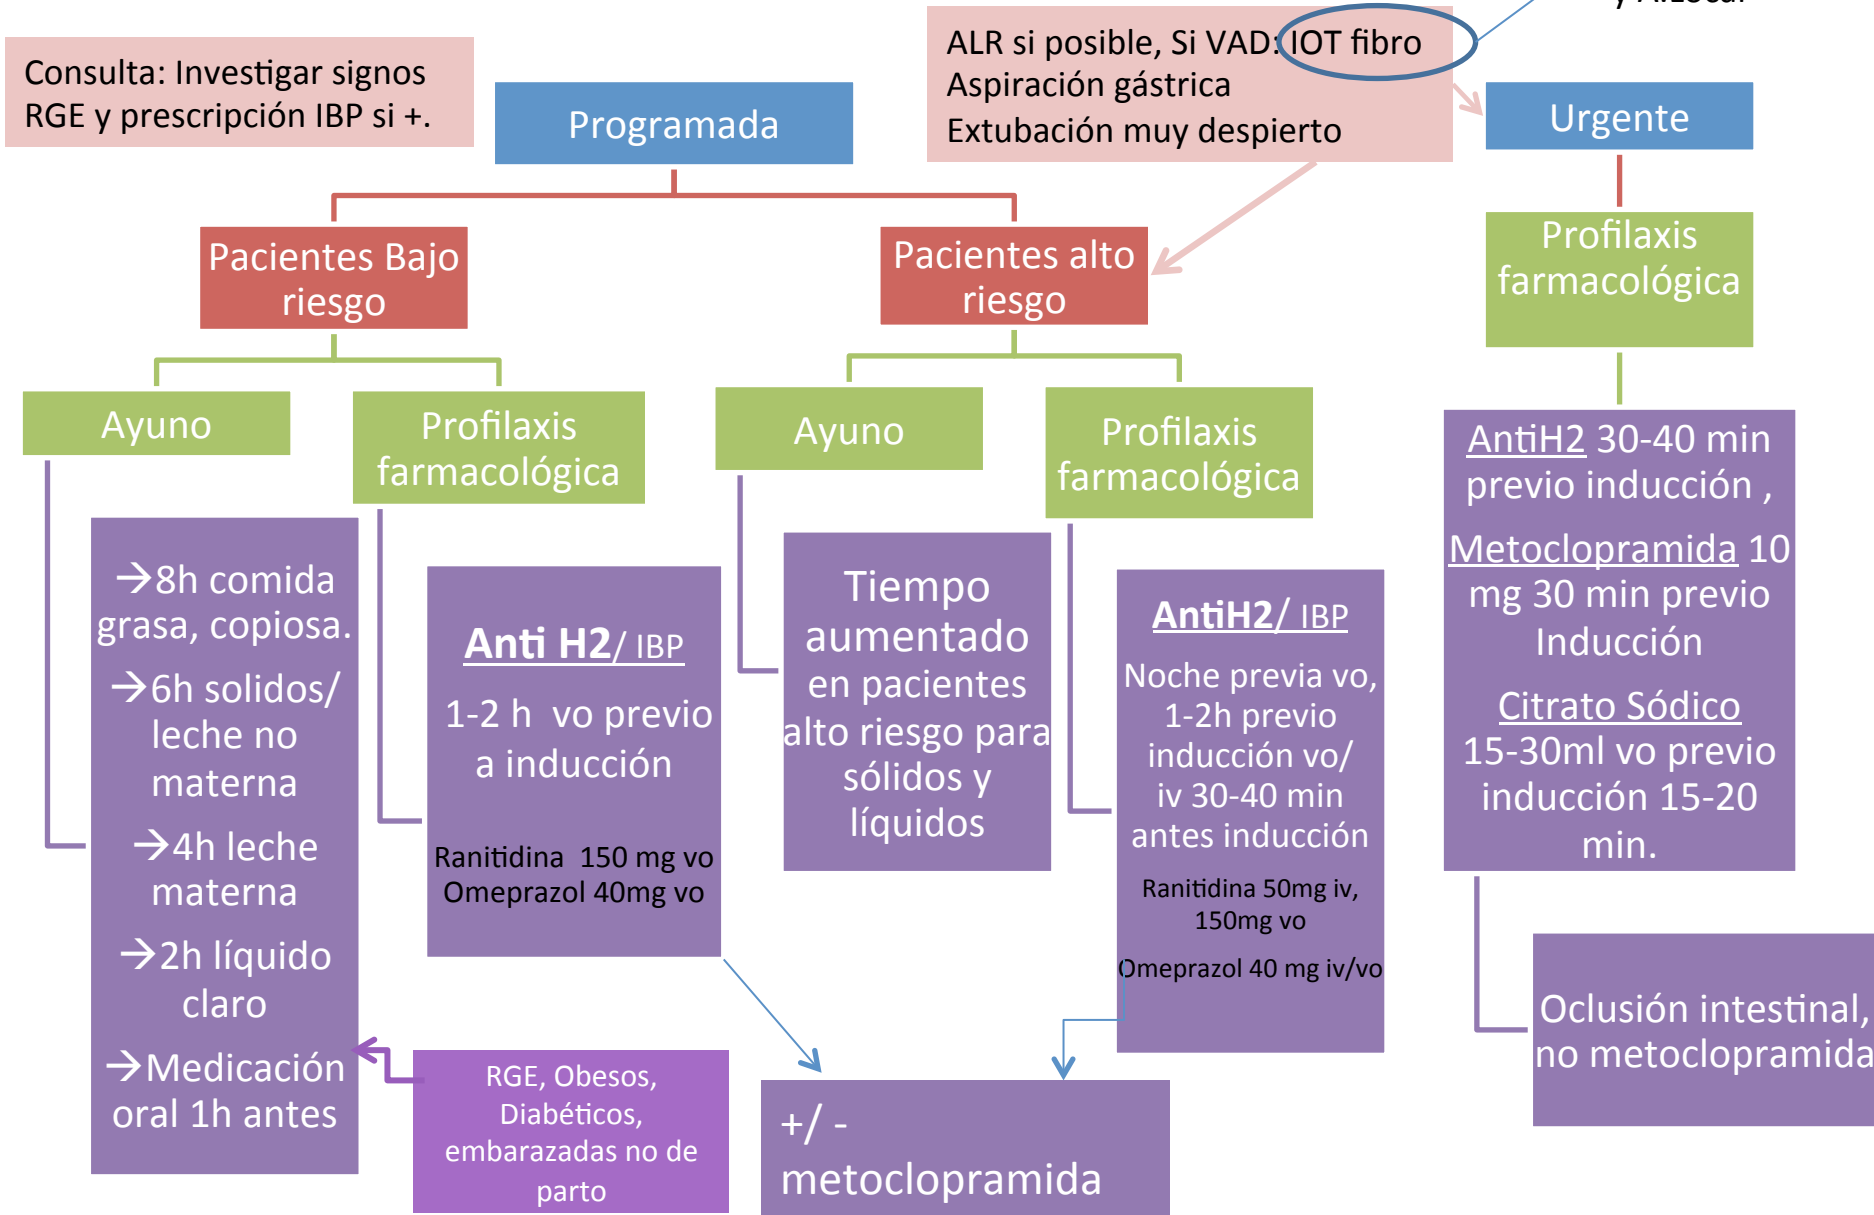 y A.Local
Consulta: Investigar signos
RGE y prescripción IBP si +.
Programada
ALR si posible, Si VAD: IOT fibro
Aspiración gástrica
Extubación muy despierto
Urgente
Pacientes Bajo
riesgo
Pacientes alto
riesgo
Profilaxis
farmacológica
Ayuno
Profilaxis
farmacológica
Ayuno
Profilaxis
farmacológica
→8h comida
grasa, copiosa.
→6h solidos/
leche no
materna
→4h leche
materna
→2h líquido
claro
→Medicación
oral 1h antes
Anti H2/ IBP
1-2 h vo previo
a inducción
Ranitidina 150 mg vo
Omeprazol 40mg vo
Tiempo
aumentado
en pacientes
alto riesgo para
sólidos y
líquidos
AntiH2/ IBP
Noche previa vo,
1-2h previo
inducción vo/
iv 30-40 min
antes inducción
Ranitidina 50mg iv,
150mg vo
Omeprazol 40 mg iv/vo
AntiH2 30-40 min
previo inducción ,
Metoclopramida 10
mg 30 min previo
Inducción
Citrato Sódico
15-30ml vo previo
inducción 15-20
min.
Oclusión intestinal,
no metoclopramida
RGE, Obesos,
Diabéticos,
embarazadas no de
parto
+/ -
metoclopramida